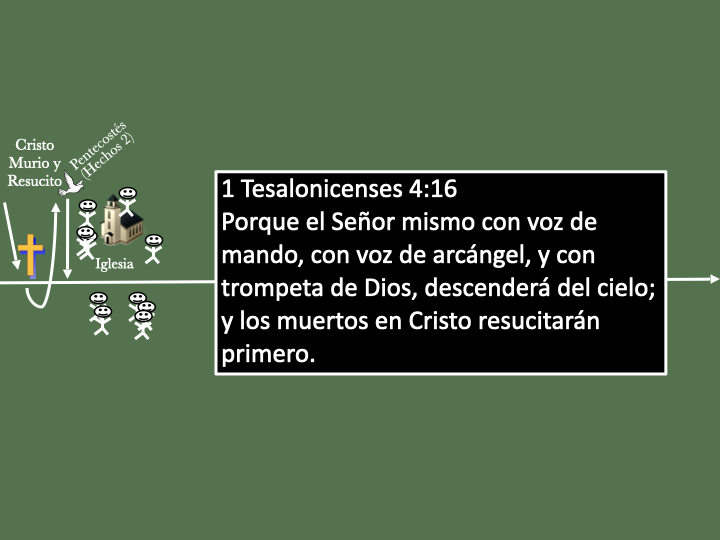 Cristo
Murio y
Resucito
Pentecostés
(Hechos 2)
Iglesia
1 Tesalonicenses 4:16
Porque el Señor mismo con voz de
mando, con voz de arcángel, y con
trompeta de Dios, descenderá del cielo;
y los muertos en Cristo resucitarán
primero.